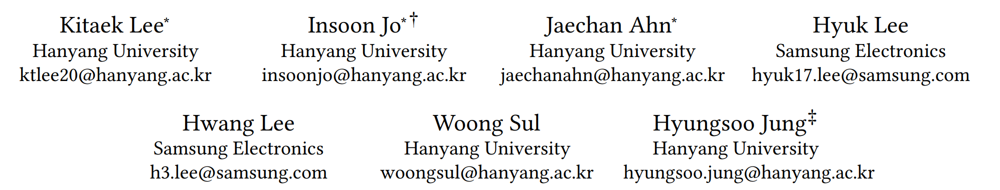 Kitaek Lee* Insoon Jo*† Jaechan Ahn* Hyuk Lee
Hanyang University Hanyang University Hanyang University Samsung Electronics
ktlee20@hanyang.ac.kr insoonjo@hanyang.ac.kr jaechanahn@hanyang.ac.kr hyuk17.lee@samsung.com
Hwang Lee Woong Sul Hyungsoo Jung‡
Samsung Electronics Hanyang University Hanyang University
h3.lee@samsung.com woongsul@hanyang.ac.kr hyungsoo.jung@hanyang.ac.kr